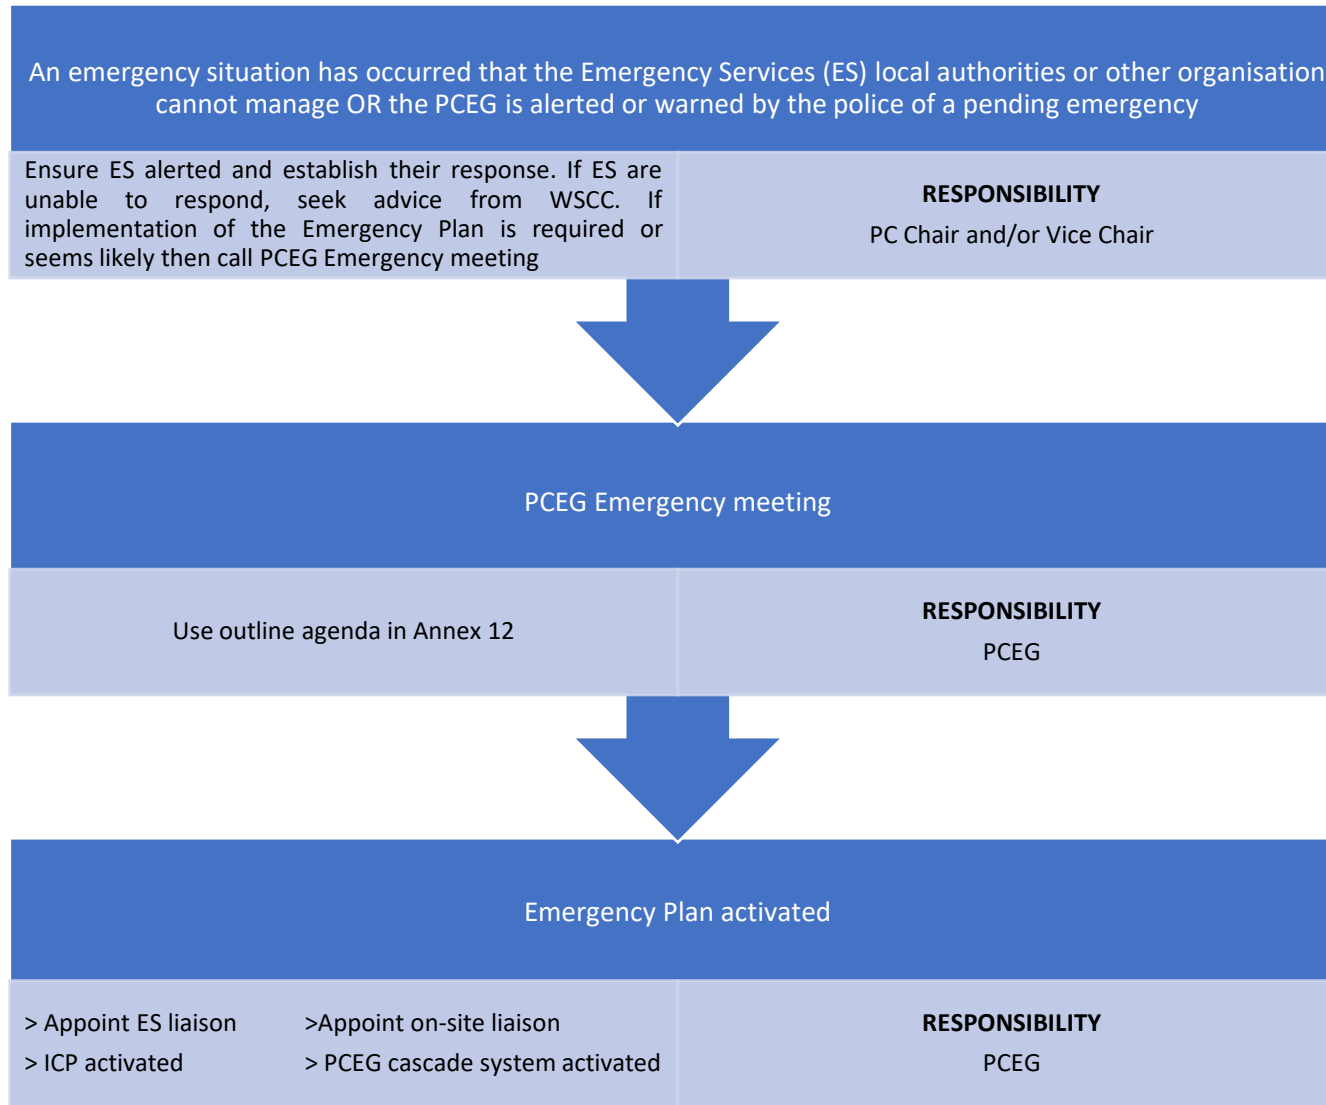 An emergency situation has occurred that the Emergency Services (ES) local authorities or other organisation
cannot manage OR the PCEG is alerted or warned by the police of a pending emergency
Ensure ES alerted and establish their response. If ES are
unable to respond, seek advice from WSCC. If
implementation of the Emergency Plan is required or
seems likely then call PCEG Emergency meeting
RESPONSIBILITY
PC Chair and/or Vice Chair
PCEG Emergency meeting
Use outline agenda in Annex 12
RESPONSIBILITY
PCEG
Emergency Plan activated
> Appoint ES liaison >Appoint on-site liaison
> ICP activated > PCEG cascade system activated
RESPONSIBILITY
PCEG